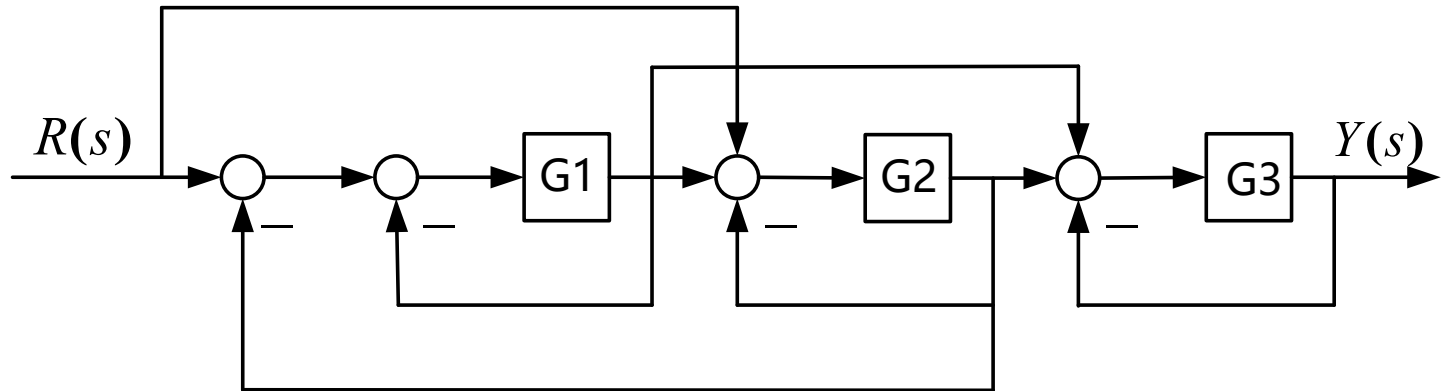 R(s)
G1
G2
G3
Y(s)
—
—
—
—